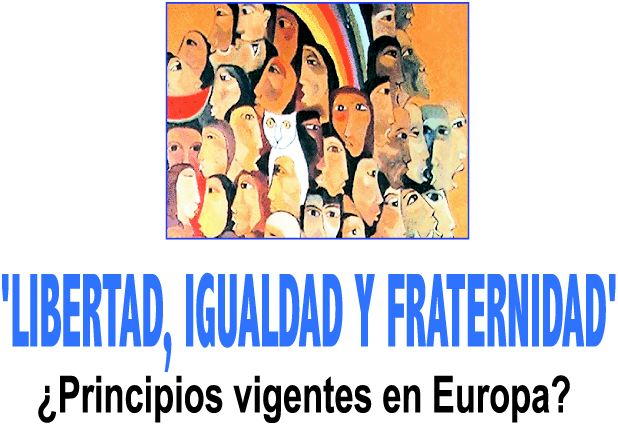 'LIBERTAD, IGUALDAD Y FRATERNIDAD'
¿Principios vigentes en Europa?